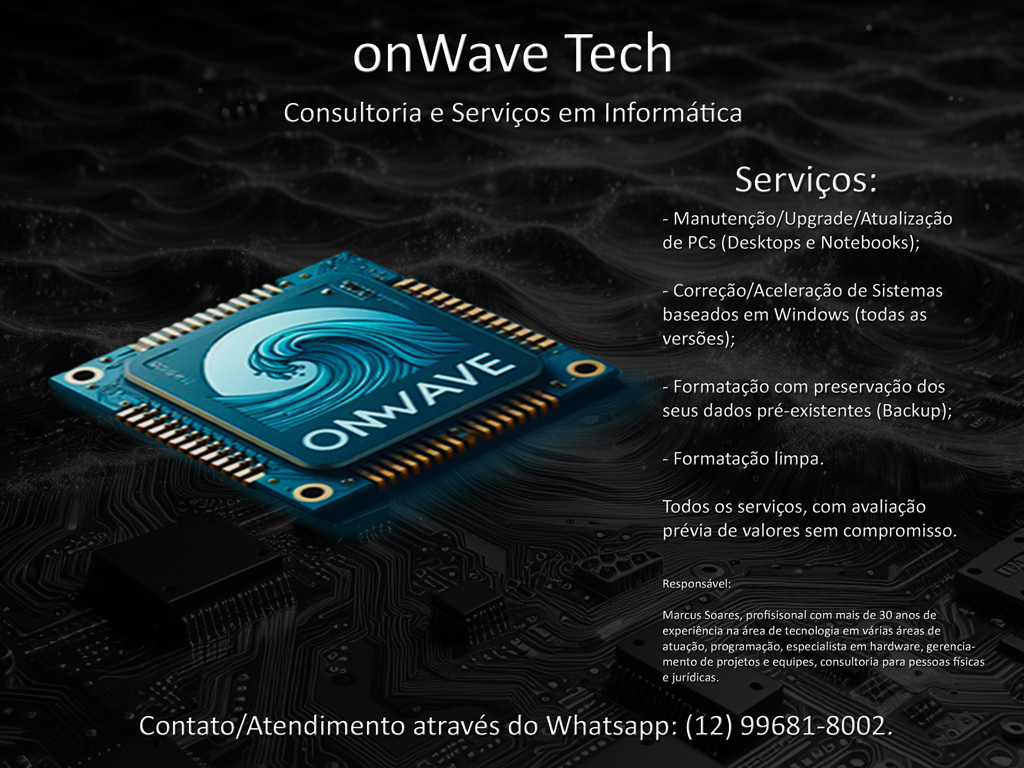 onWave Tech
Consultoria e Serviços em Informática
Serviços:
- Manutenção/Upgrade/Atualização
de PCs (Desktops e Notebooks);
- Correção/Aceleração de Sistemas
baseados em Windows (todas as
versões);
- Formatação com preservação dos
seus dados pré-existentes (Backup);
- Formatação limpa.
Todos os serviços, com avaliação
prévia de valores sem compromisso.
ONWAVE
Responsável:
Marcus Soares, profisisonal com mais de 30 anos de
experiência na área de tecnologia em várias áreas de
atuação, programação, especialista em hardware, gerencia-
mento de projetos e equipes, consultoria para pessoas físicas
e jurídicas.
Contato/Atendimento através do Whatsapp: (12) 99681-8002.